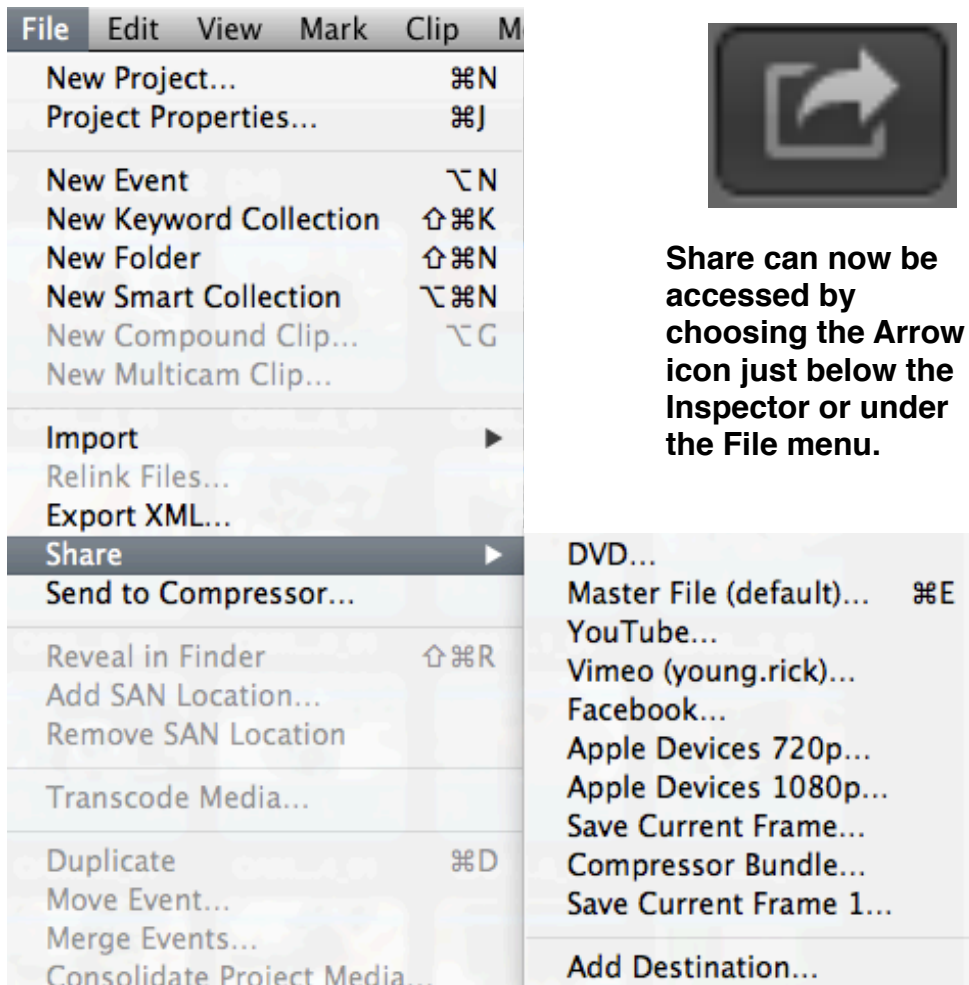 File Edit View Mark Clip M
New Project... ⌘N
Project Properties... ⌘J
New Event ⌥N
New Keyword Collection ⇧⌘K
New Folder ⇧⌘N
New Smart Collection ⌥⌘N
New Compound Clip... ⌥G
New Multicam Clip...
Import ▶
Relink Files...
Export XML...
Share ▶
Send to Compressor...
Reveal in Finder ⇧⌘R
Add SAN Location...
Remove SAN Location
Transcode Media...
Duplicate ⌘D
Move Event...
Merge Events...
Consolidate Project Media...
Share can now be
accessed by
choosing the Arrow
icon just below the
Inspector or under
the File menu.
DVD...
Master File (default)... ⌘E
YouTube...
Vimeo (young.rick)...
Facebook...
Apple Devices 720p...
Apple Devices 1080p...
Save Current Frame...
Compressor Bundle...
Save Current Frame 1...
Add Destination...